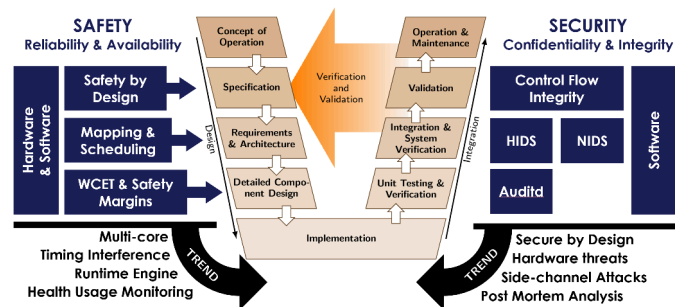 SAFETY
Reliability & Availability
Hardware
& Software
Safety by
Design
Mapping &
Scheduling
WCET & Safety
Margins
Multi-core
Timing Interference
Runtime Engine
Health Usage Monitoring
TREND
Design
Concept of
Operation
Specification
Requirements
& Architecture
Detailed Compo-
nent Design
Implementation
Verification
and
Validation
Operation &
Maintenance
Validation
Integration &
System
Verification
Unit Testing &
Verification
Integration
SECURITY
Confidentiality & Integrity
Control Flow
Integrity
HIDS
NIDS
Auditd
Software
TREND
Secure by Design
Hardware threats
Side-channel Attacks
Post Mortem Analysis